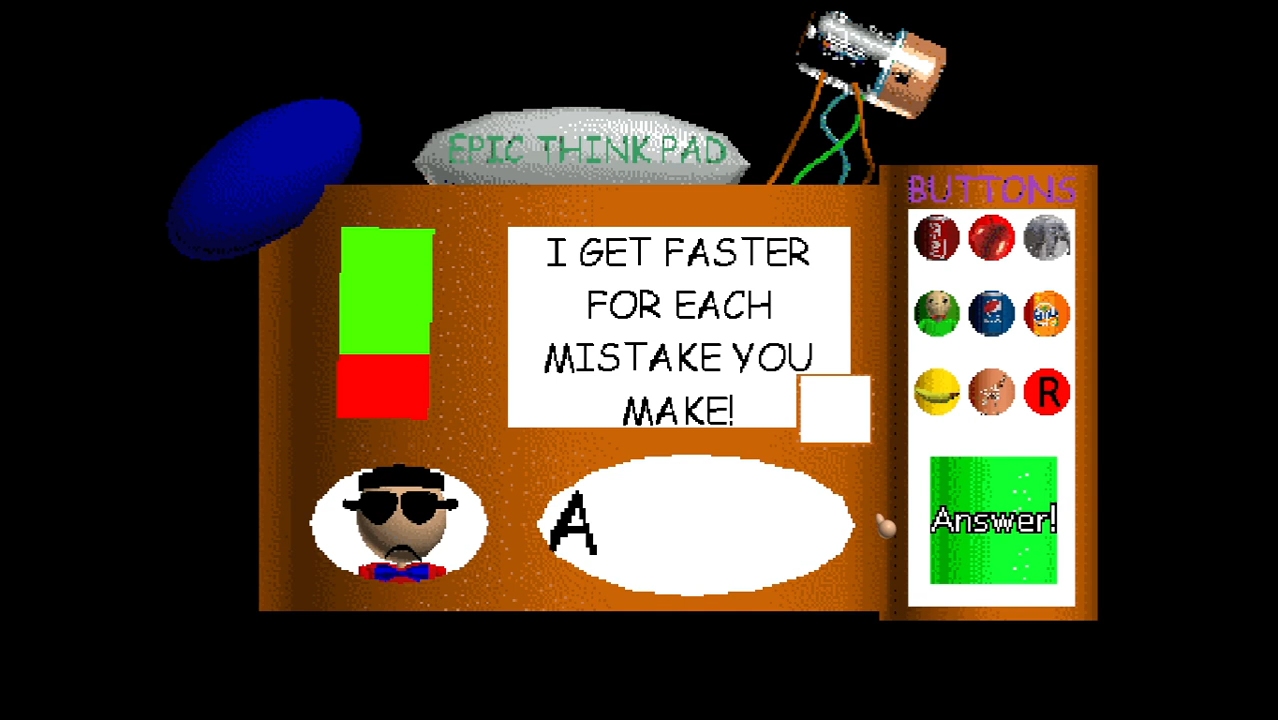 EPIC THINK PAD
BUTTONS
I GET FASTER
FOR EACH
MISTAKE YOU
MAKE!
R
A
Answer!